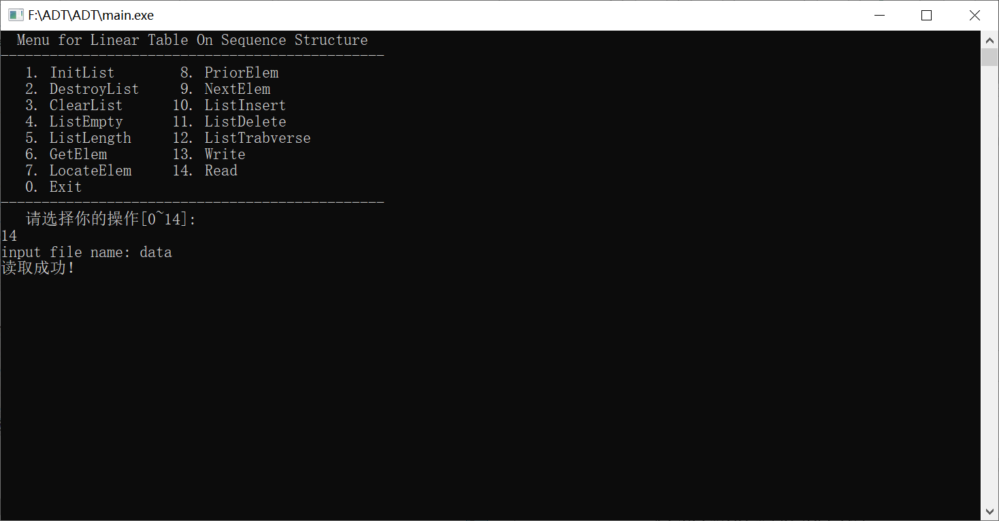 F:\ADT\ADT\main.exe
Menu for Linear Table On Sequence Structure
-----------------------------------------------
1. InitList 8. PriorElem
2. DestroyList 9. NextElem
3. ClearList 10. ListInsert
4. ListEmpty 11. ListDelete
5. ListLength 12. ListTrabverse
6. GetElem 13. Write
7. LocateElem 14. Read
0. Exit
-----------------------------------------------
请选择你的操作[0~14]:
14
input file name: data
读取成功!